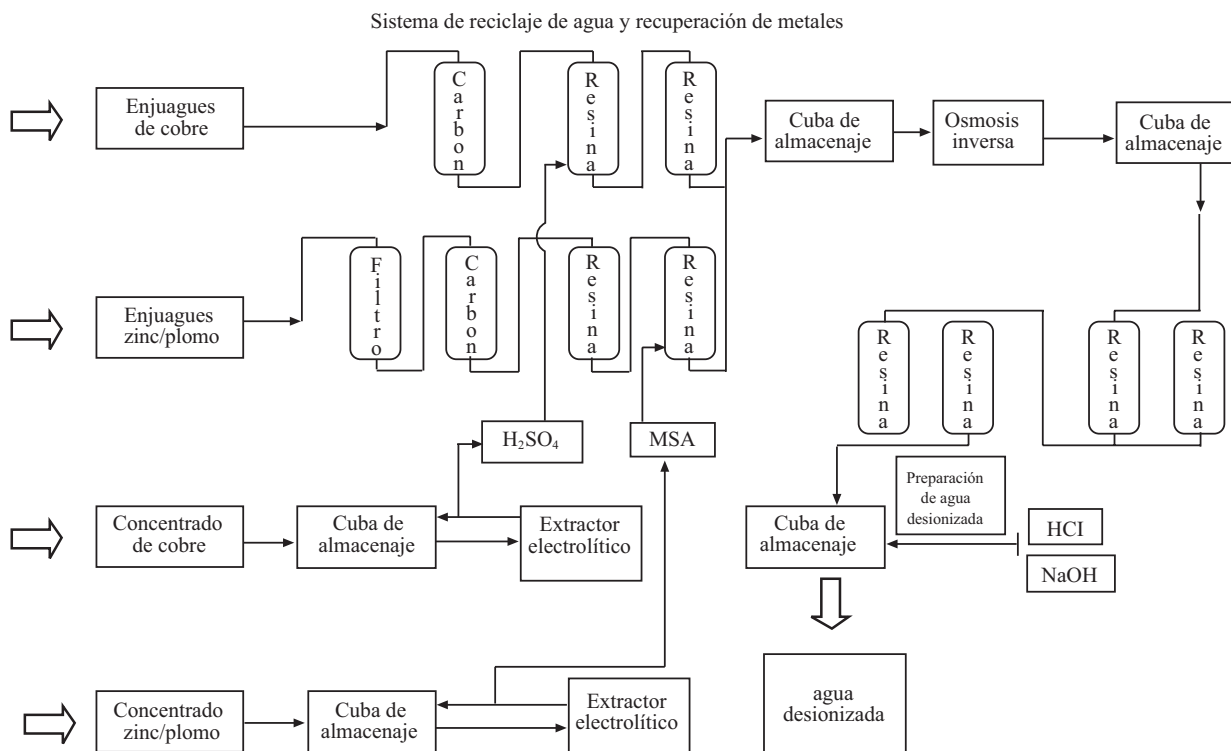 Sistema de reciclaje de agua y recuperación de metales
Enjuagues
de cobre
Carbon
Resina
Resina
Cuba de
almacenaje
Osmosis
inversa
Cuba de
almacenaje
Enjuagues
zinc/plomo
Filtro
Carbon
Resina
Resina
Resina
Resina
Resina
Resina
H₂SO₄
MSA
Concentrado
de cobre
Cuba de
almacenaje
Extractor
electrolítico
Cuba de
almacenaje
Preparación
de agua
desionizada
HCI
NaOH
Concentrado
zinc/plomo
Cuba de
almacenaje
Extractor
electrolítico
agua
desionizada